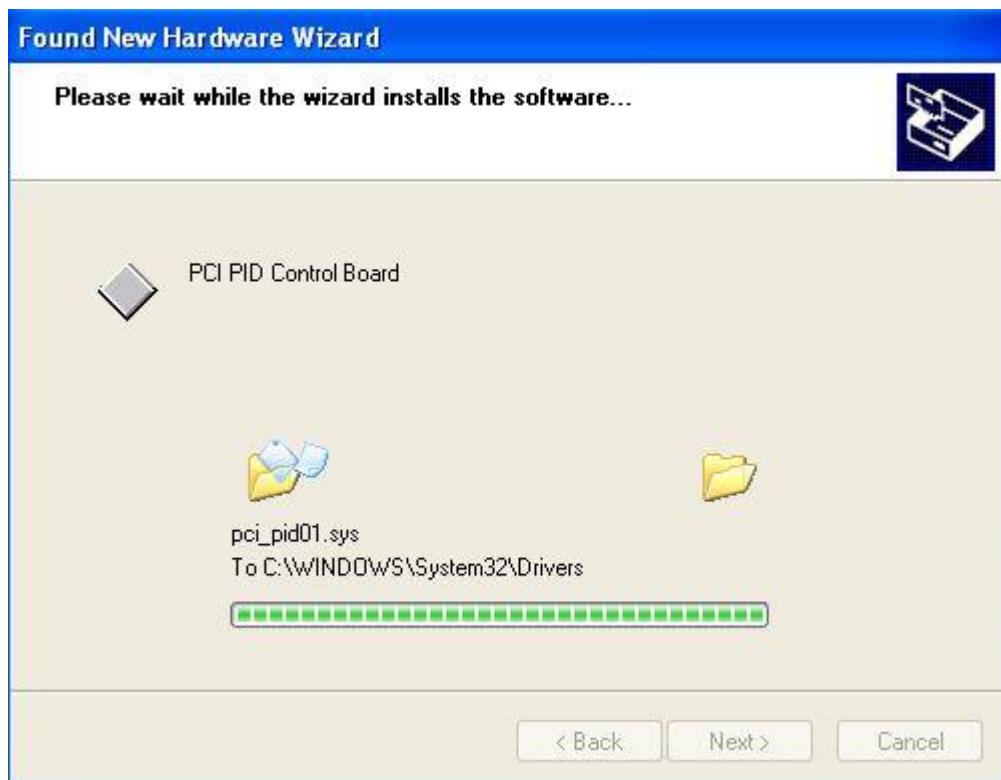 Found New Hardware Wizard
Please wait while the wizard installs the software...
PCI PID Control Board
pci_pid01.sys
To C:\WINDOWS\System32\Drivers
< Back
Next >
Cancel